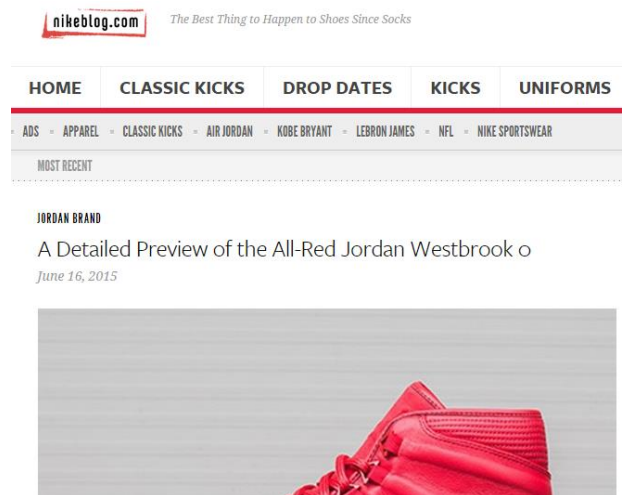 nikeblog.com The Best Thing to Happen to Shoes Since Socks
HOME CLASSIC KICKS DROP DATES KICKS UNIFORMS
ADS APPAREL CLASSIC KICKS AIR JORDAN KOBE BRYANT LEBRON JAMES NFL NIKE SPORTSWEAR
MOST RECENT
JORDAN BRAND
A Detailed Preview of the All-Red Jordan Westbrook 0
June 16, 2015